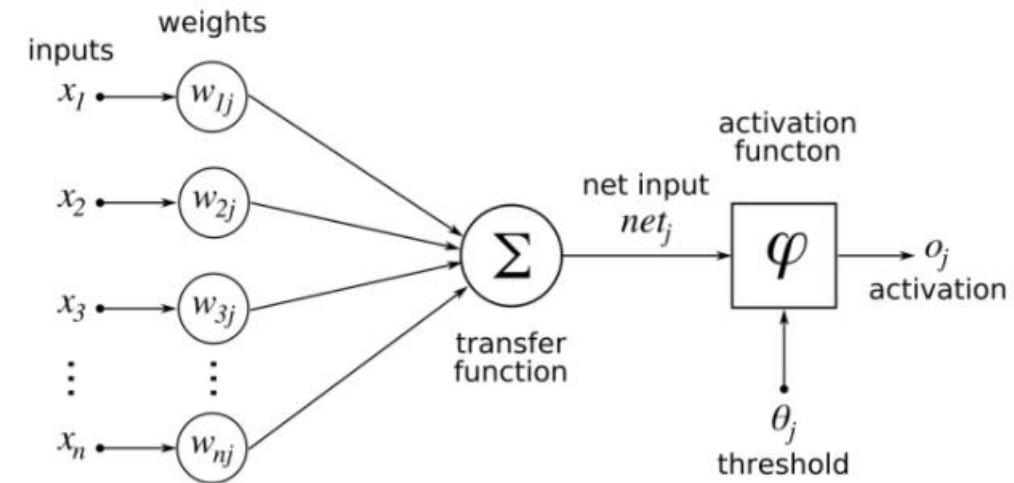 weights
inputs
x1
w1j
x2
w2j
x3
w3j
⋮ ⋮
xn
wnj
Σ
transfer
function
net input
netj
activation
functon
φ
oj
activation
θj
threshold